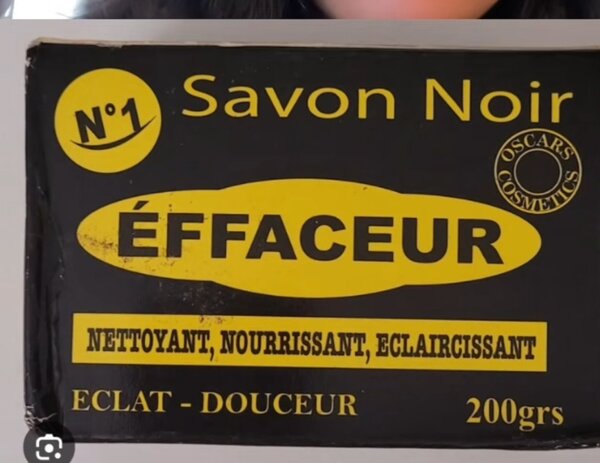 N°1
Savon Noir
OSCARS COSMETICS
ÉFFACEUR
NETTOYANT, NOURRISSANT, ECLAIRCISSANT
ECLAT - DOUCEUR
200grs